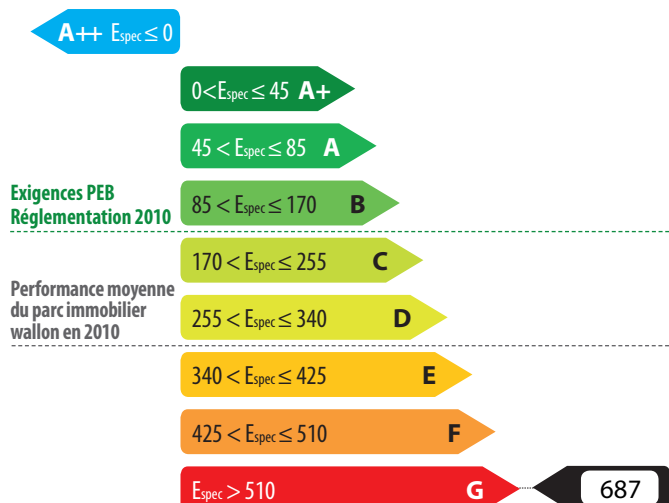 A++ Espec ≤ 0
0<Espec ≤ 45 A+
45 < Espec ≤ 85 A
Exigences PEB
Réglementation 2010
85 < Espec ≤ 170 B
170 < Espec ≤ 255 C
Performance moyenne
du parc immobilier
wallon en 2010
255 < Espec ≤ 340 D
340 < Espec ≤ 425 E
425 < Espec ≤ 510 F
Espec > 510 G 687